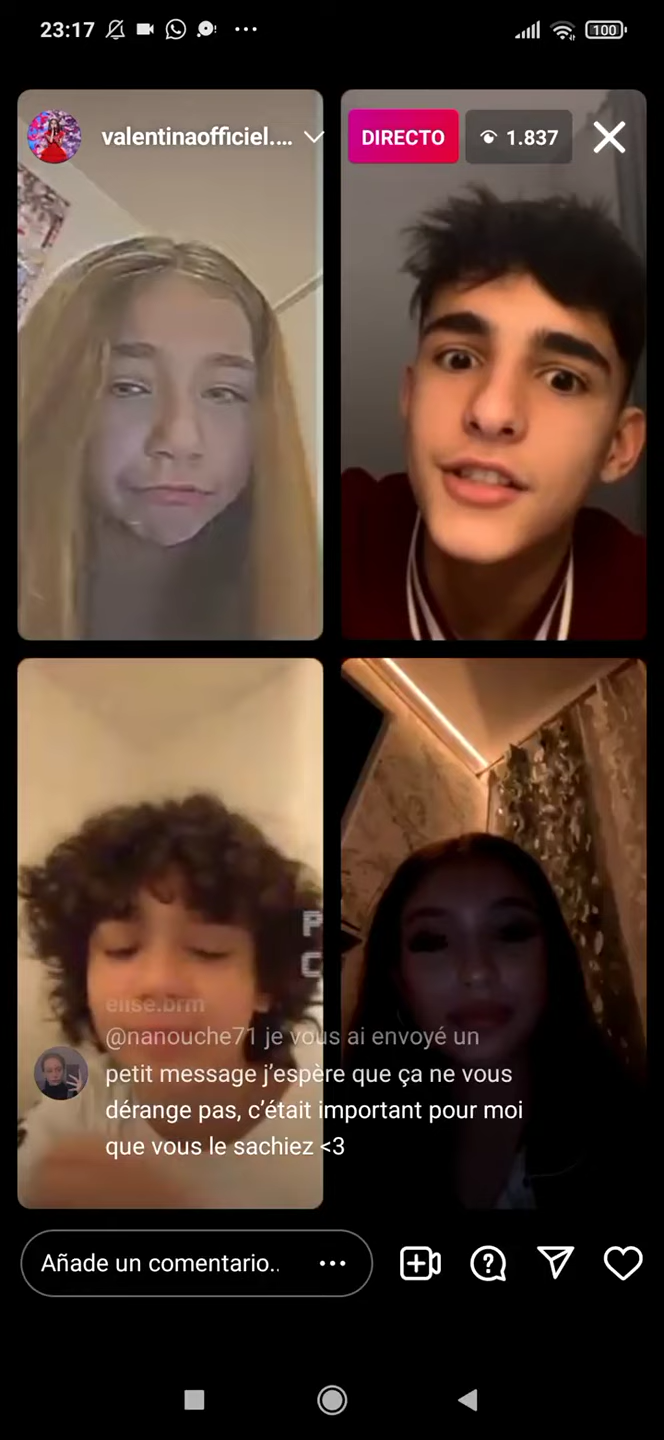 23:17
100
valentinaofficiel....
DIRECTO
1.837
P
C
elise.brm
@nanouche71 je vous ai envoyé un
petit message j'espère que ça ne vous
dérange pas, c'était important pour moi
que vous le sachiez <3
Añade un comentario..